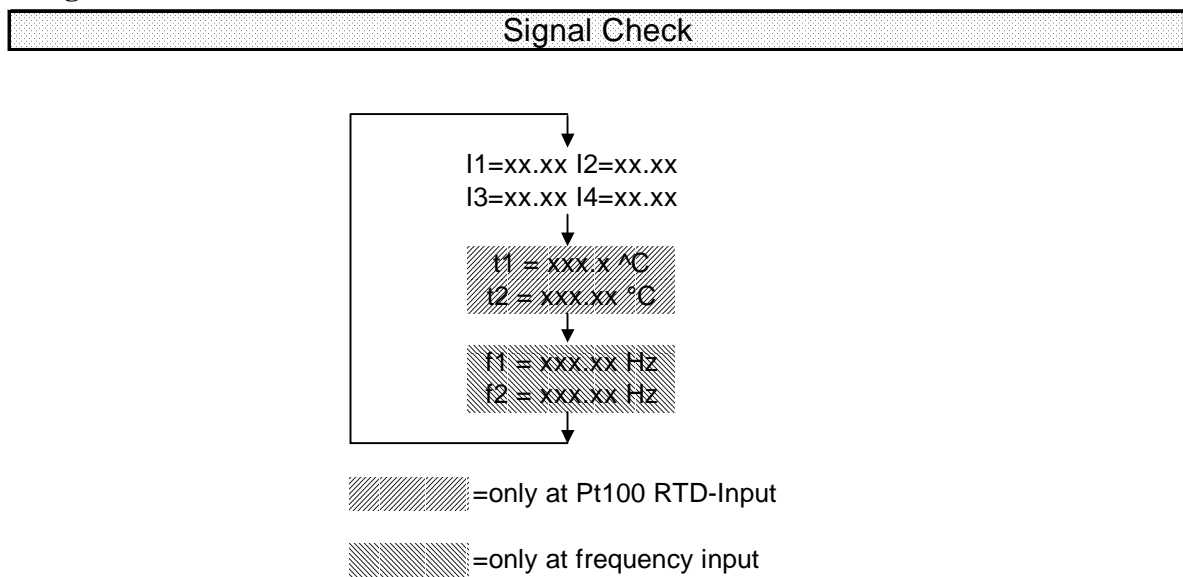 Signal Check
I1=xx.xx I2=xx.xx
I3=xx.xx I4=xx.xx
t1 = xxx.x ^C
t2 = xxx.xx °C
f1 = xxx.xx Hz
f2 = xxx.xx Hz
=only at Pt100 RTD-Input
=only at frequency input